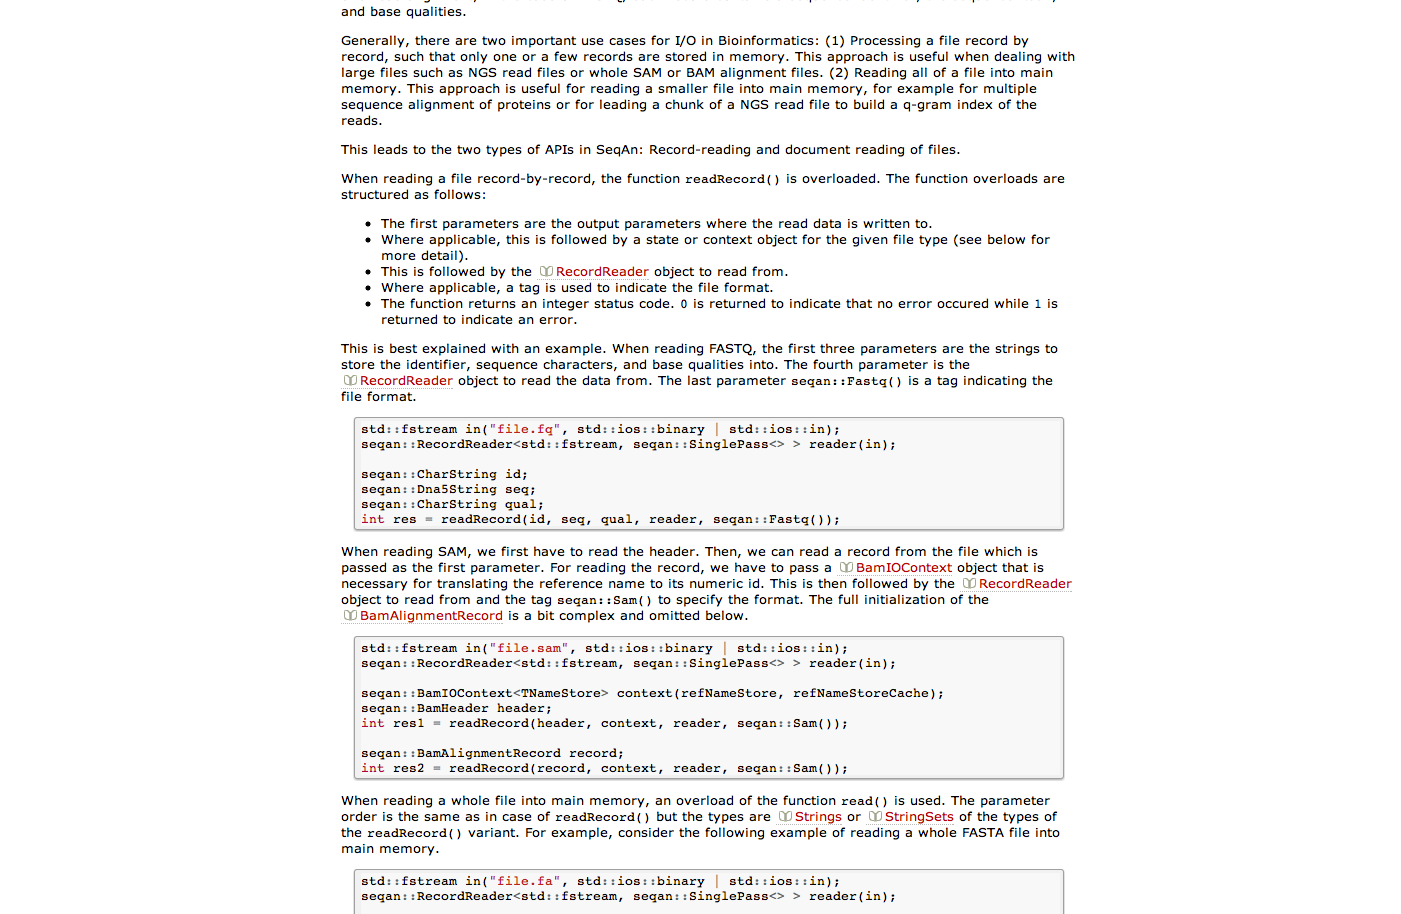 and base qualities.
Generally, there are two important use cases for I/O in Bioinformatics: (1) Processing a file record by
record, such that only one or a few records are stored in memory. This approach is useful when dealing with
large files such as NGS read files or whole SAM or BAM alignment files. (2) Reading all of a file into main
memory. This approach is useful for reading a smaller file into main memory, for example for multiple
sequence alignment of proteins or for leading a chunk of a NGS read file to build a q-gram index of the
reads.
This leads to the two types of APIs in SeqAn: Record-reading and document reading of files.
When reading a file record-by-record, the function readRecord() is overloaded. The function overloads are
structured as follows:
• The first parameters are the output parameters where the read data is written to.
• Where applicable, this is followed by a state or context object for the given file type (see below for
more detail).
• This is followed by the RecordReader object to read from.
• Where applicable, a tag is used to indicate the file format.
• The function returns an integer status code. 0 is returned to indicate that no error occured while 1 is
returned to indicate an error.
This is best explained with an example. When reading FASTQ, the first three parameters are the strings to
store the identifier, sequence characters, and base qualities into. The fourth parameter is the
RecordReader object to read the data from. The last parameter seqan::Fastq() is a tag indicating the
file format.
std::fstream in("file.fq", std::ios::binary | std::ios::in);
seqan::RecordReader<std::fstream, seqan::SinglePass<> > reader(in);
seqan::CharString id;
seqan::Dna5String seq;
seqan::CharString qual;
int res = readRecord(id, seq, qual, reader, seqan::Fastq());
When reading SAM, we first have to read the header. Then, we can read a record from the file which is
passed as the first parameter. For reading the record, we have to pass a BamIOContext object that is
necessary for translating the reference name to its numeric id. This is then followed by the RecordReader
object to read from and the tag seqan::Sam() to specify the format. The full initialization of the
BamAlignmentRecord is a bit complex and omitted below.
std::fstream in("file.sam", std::ios::binary | std::ios::in);
seqan::RecordReader<std::fstream, seqan::SinglePass<> > reader(in);
seqan::BamIOContext<TNameStore> context(refNameStore, refNameStoreCache);
seqan::BamHeader header;
int res1 = readRecord(header, context, reader, seqan::Sam());
seqan::BamAlignmentRecord record;
int res2 = readRecord(record, context, reader, seqan::Sam());
When reading a whole file into main memory, an overload of the function read() is used. The parameter
order is the same as in case of readRecord() but the types are Strings or StringSets of the types of
the readRecord() variant. For example, consider the following example of reading a whole FASTA file into
main memory.
std::fstream in("file.fa", std::ios::binary | std::ios::in);
seqan::RecordReader<std::fstream, seqan::SinglePass<> > reader(in);